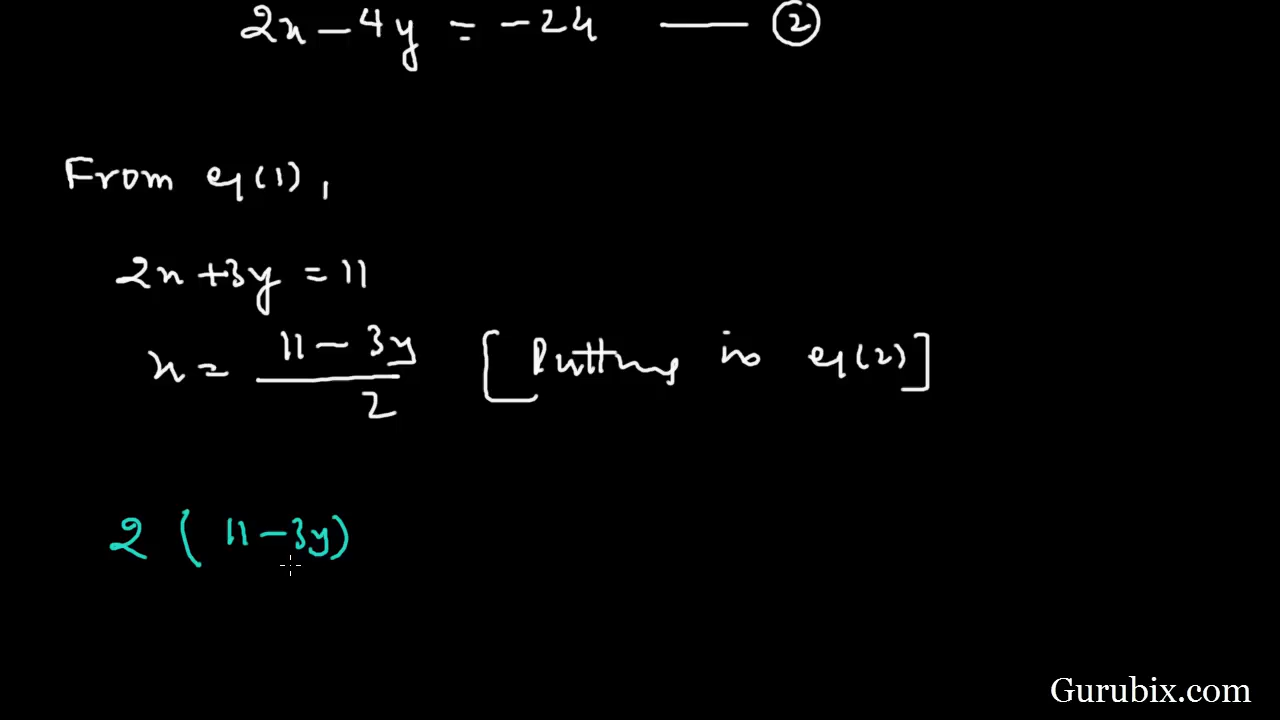 2x - 4y = -24 —— ②
From eq(1),
2x + 3y = 11
x = 11 - 3y / 2 [Putting in eq(2)]
2 ( 11 - 3y)
Gurubix.com